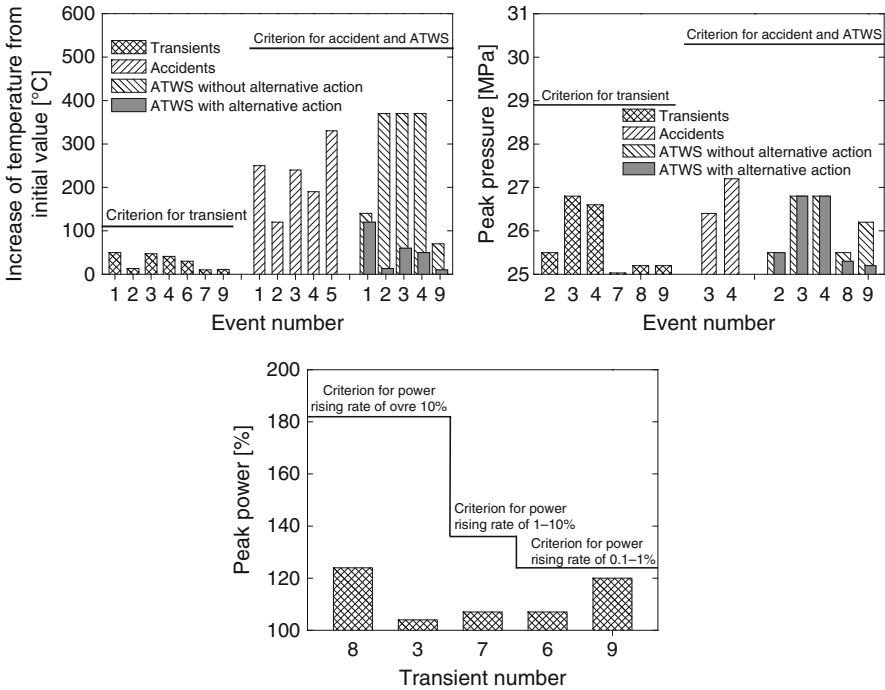 Increase of temperature from
initial value [°C]
600
500
400
300
200
100
0
Criterion for accident and ATWS
Transients
Accidents
ATWS without alternative action
ATWS with alternative action
Criterion for transient
1 2 3 4 6 7 9 1 2 3 4 5 1 2 3 4 9
Event number
Peak pressure [MPa]
31
30
29
28
27
26
25
Criterion for accident and ATWS
Criterion for transient
Transients
Accidents
ATWS without alternative action
ATWS with alternative action
2 3 4 7 8 9 3 4 2 3 4 8 9
Event number
Peak power [%]
200
180
160
140
120
100
Criterion for power
rising rate of ovre 10%
Criterion for power
rising rate of 1–10%
Criterion for power
rising rate of 0.1–1%
8 3 7 6 9
Transient number